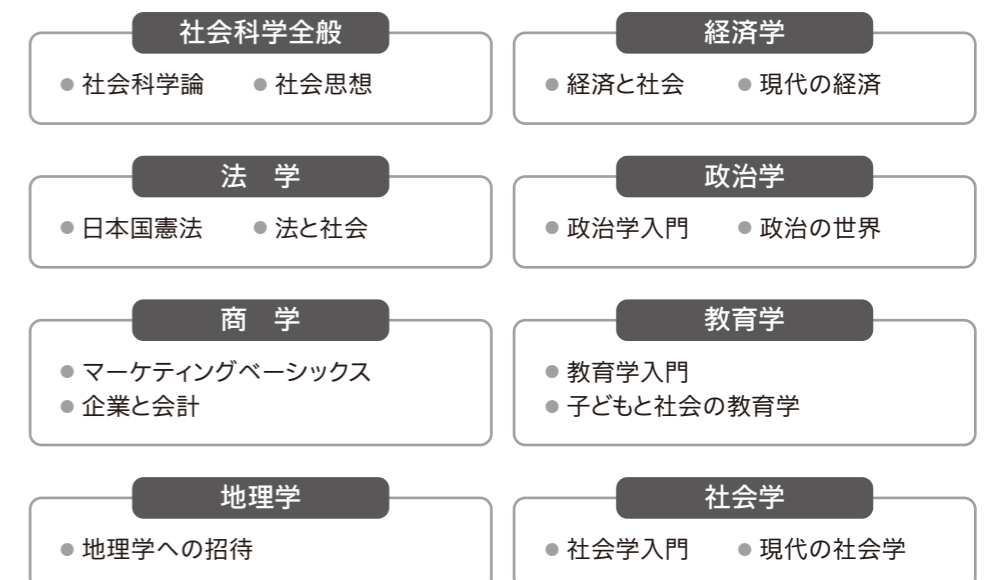 社会科学全般
● 社会科学論 ● 社会思想
経済学
● 経済と社会 ● 現代の経済
法　学
● 日本国憲法 ● 法と社会
政治学
● 政治学入門 ● 政治の世界
商　学
● マーケティングベーシックス
● 企業と会計
教育学
● 教育学入門
● 子どもと社会の教育学
地理学
● 地理学への招待
社会学
● 社会学入門 ● 現代の社会学